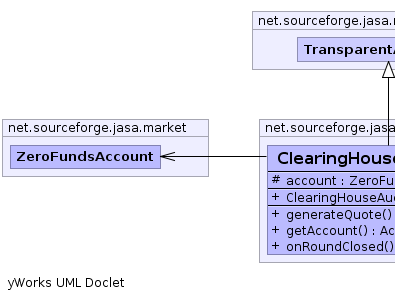 net.sourceforge.jasa.
Transparent
net.sourceforge.jasa.market
ZeroFundsAccount
net.sourceforge.jasa
ClearingHouse
# account : ZeroFu
+ ClearingHouseAu
+ generateQuote()
+ getAccount() : Ac
+ onRoundClosed()
yWorks UML Doclet